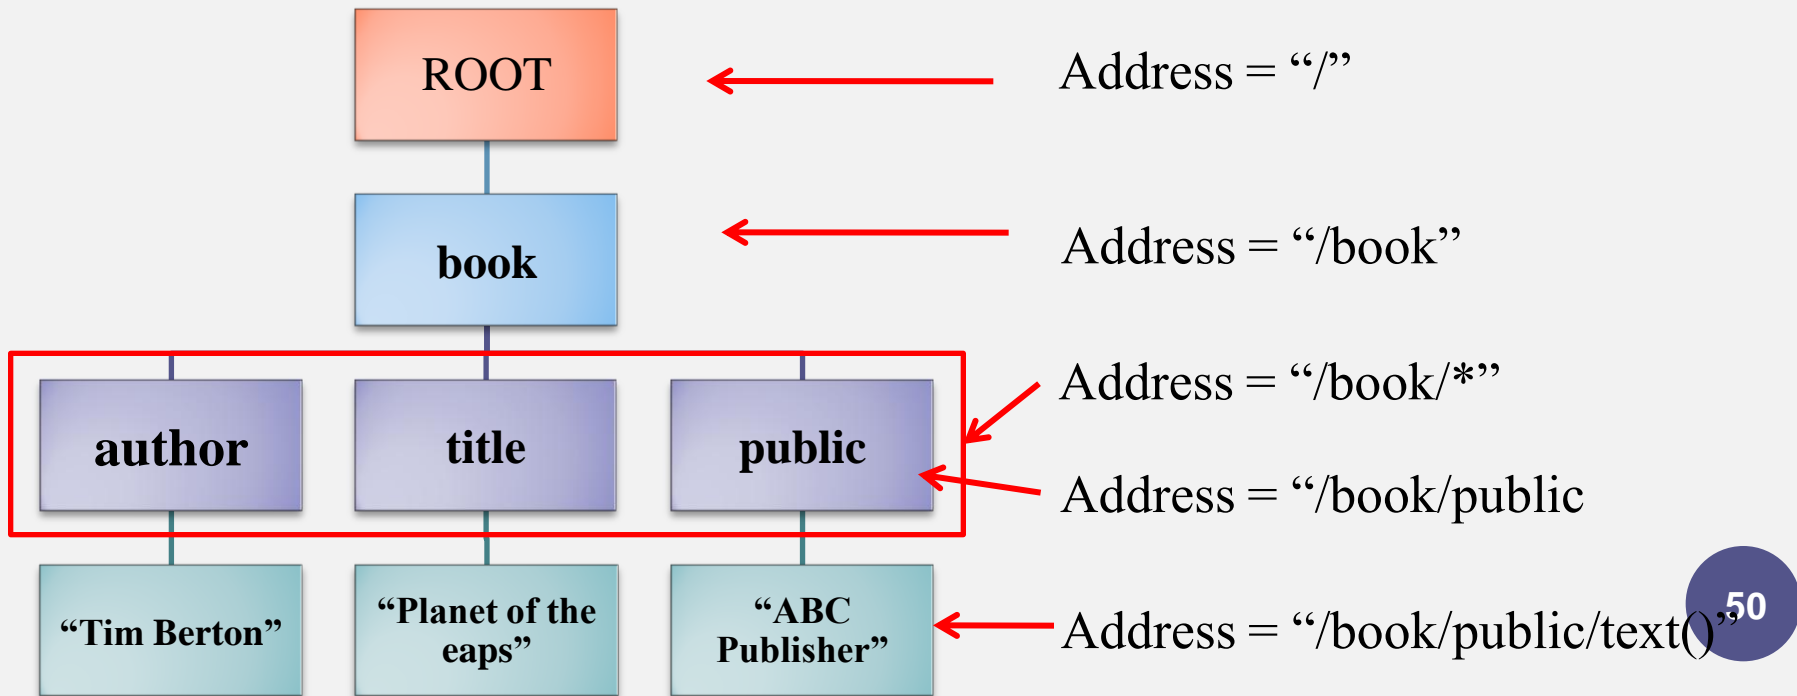 ROOT
Address = “/”
book
Address = “/book”
Address = “/book/*”
author
title
public
Address = “/book/public
“Tim Berton”
“Planet of the
eaps”
“ABC
Publisher”
Address = “/book/public/text()”
50